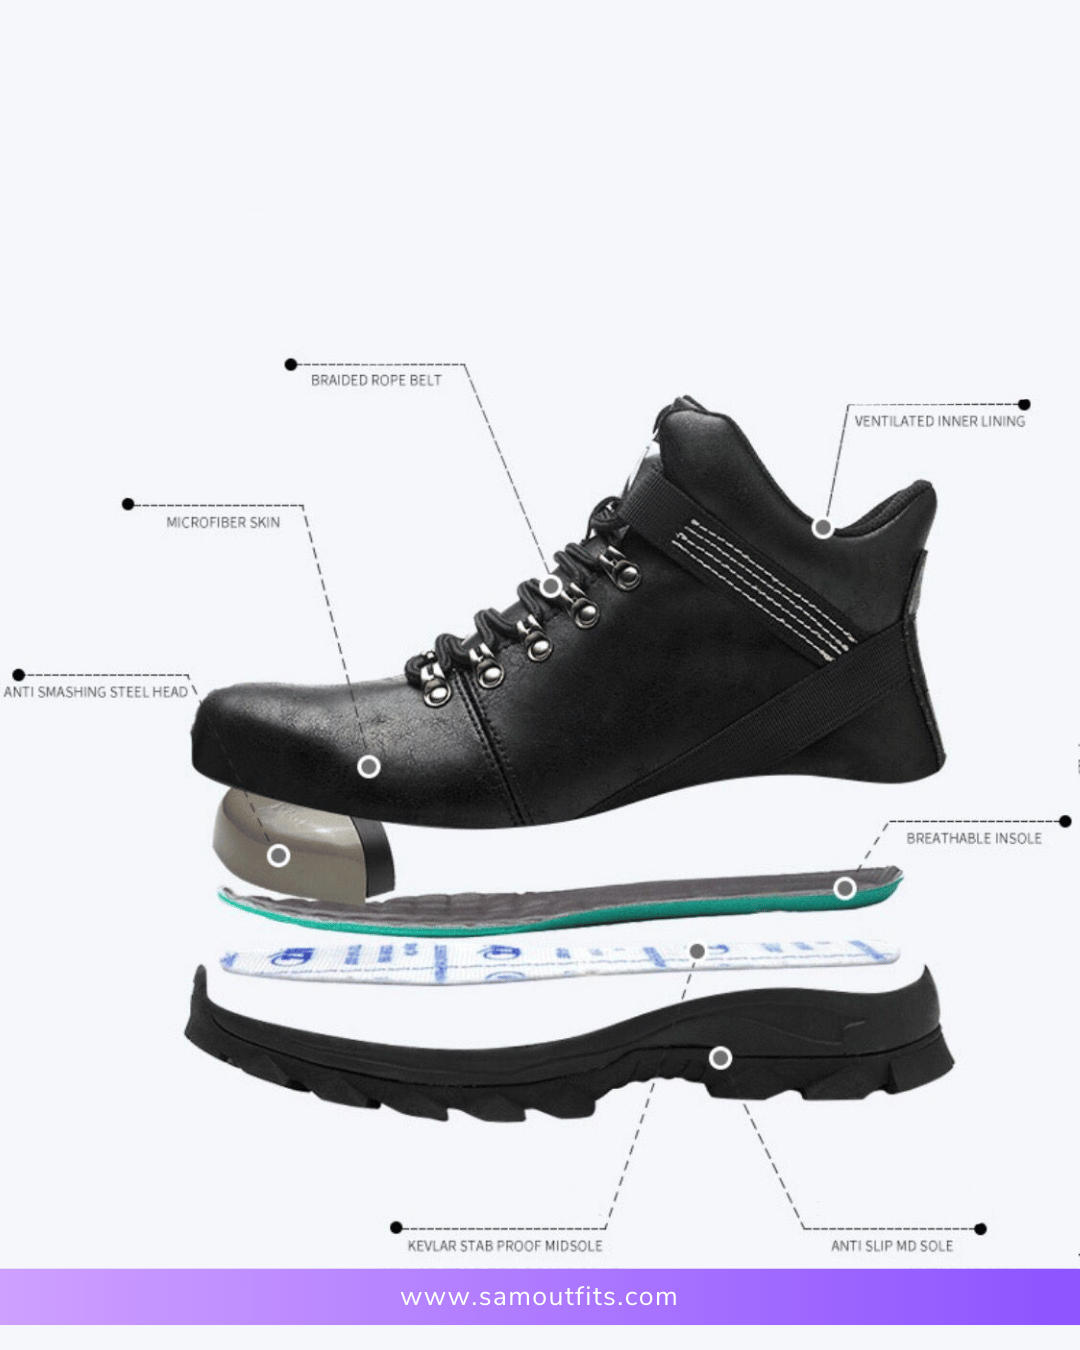 BRAIDED ROPE BELT
VENTILATED INNER LINING
MICROFIBER SKIN
ANTI SMASHING STEEL HEAD
BREATHABLE INSOLE
KEVLAR STAB PROOF MIDSOLE
ANTI SLIP MD SOLE
www.samoutfits.com